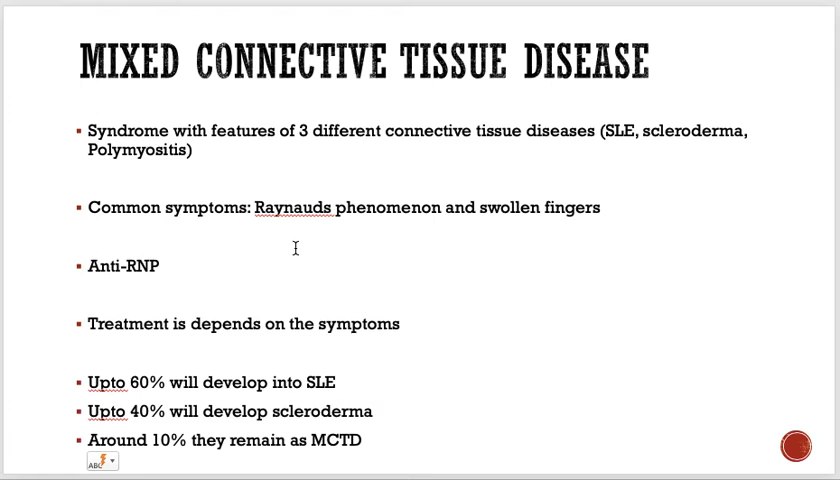 MIXED CONNECTIVE TISSUE DISEASE
Syndrome with features of 3 different connective tissue diseases (SLE, scleroderma,
Polymyositis)
Common symptoms: Raynauds phenomenon and swollen fingers
Anti-RNP
Treatment is depends on the symptoms
Upto 60% will develop into SLE
Upto 40% will develop scleroderma
Around 10% they remain as MCTD
ABC